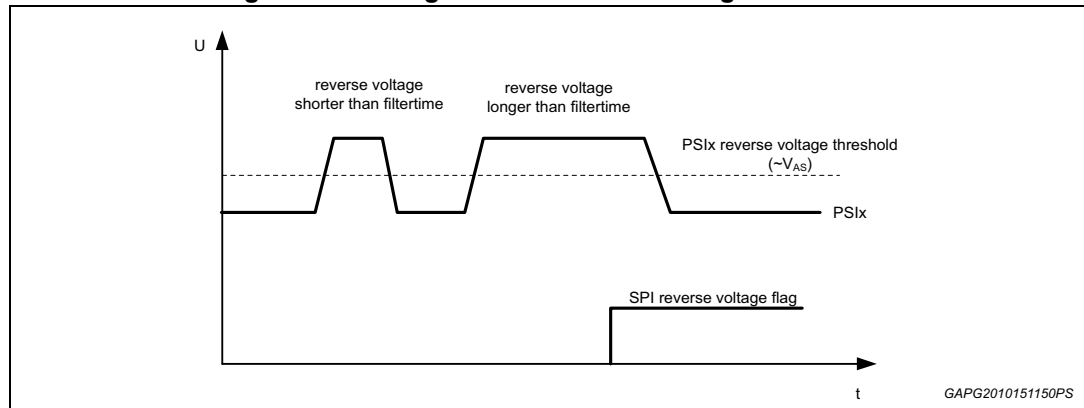 U
reverse voltage
shorter than filtertime
reverse voltage
longer than filtertime
PSIx reverse voltage threshold
(~VAS)
PSIx
SPI reverse voltage flag
t
GAPG2010151150PS